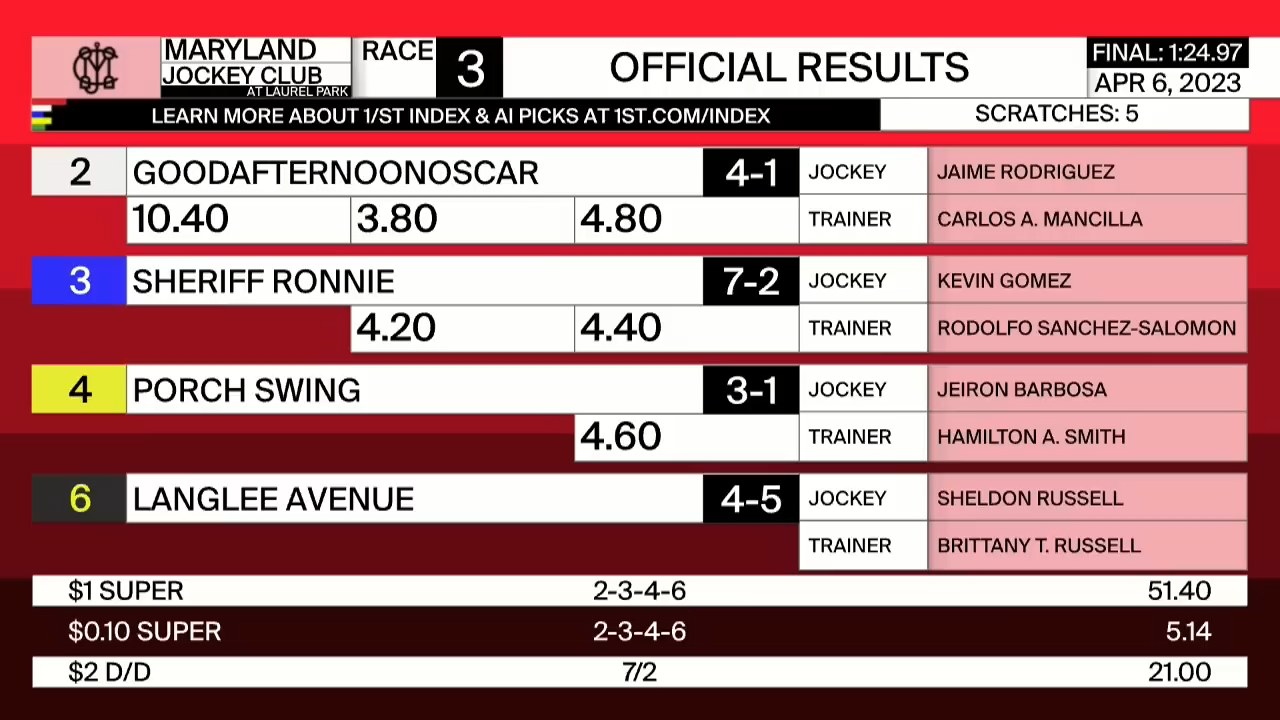 MARYLAND
JOCKEY CLUB
AT LAUREL PARK
RACE 3
OFFICIAL RESULTS
FINAL: 1:24.97
APR 6, 2023
LEARN MORE ABOUT 1/ST INDEX & AI PICKS AT 1ST.COM/INDEX
SCRATCHES: 5
2 GOODAFTERNOONOSCAR 4-1 JOCKEY JAIME RODRIGUEZ
10.40 3.80 4.80 TRAINER CARLOS A. MANCILLA
3 SHERIFF RONNIE 7-2 JOCKEY KEVIN GOMEZ
4.20 4.40 TRAINER RODOLFO SANCHEZ-SALOMON
4 PORCH SWING 3-1 JOCKEY JEIRON BARBOSA
4.60 TRAINER HAMILTON A. SMITH
6 LANGLEE AVENUE 4-5 JOCKEY SHELDON RUSSELL
TRAINER BRITTANY T. RUSSELL
$1 SUPER 2-3-4-6 51.40
$0.10 SUPER 2-3-4-6 5.14
$2 D/D 7/2 21.00